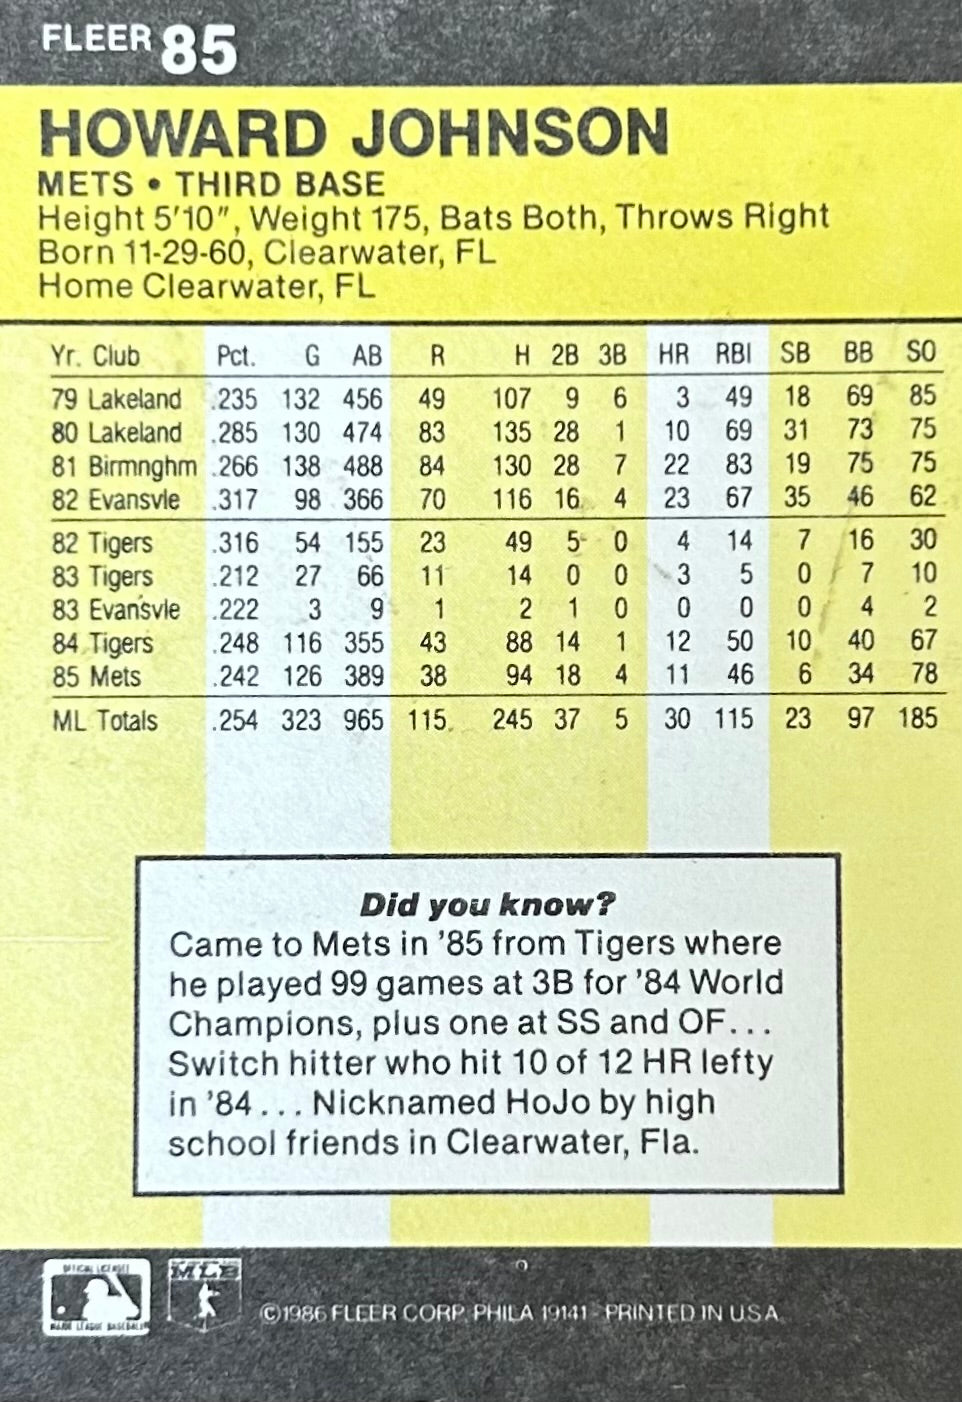 FLEER 85
HOWARD JOHNSON
METS • THIRD BASE
Height 5'10", Weight 175, Bats Both, Throws Right
Born 11-29-60, Clearwater, FL
Home Clearwater, FL
Yr. Club Pct. G AB R H 2B 3B HR RBI SB BB SO
79 Lakeland .235 132 456 49 107 9 6 3 49 18 69 85
80 Lakeland .285 130 474 83 135 28 1 10 69 31 73 75
81 Birmnghm .266 138 488 84 130 28 7 22 83 19 75 75
82 Evansvle .317 98 366 70 116 16 4 23 67 35 46 62
82 Tigers .316 54 155 23 49 5 0 4 14 7 16 30
83 Tigers .212 27 66 11 14 0 0 3 5 0 7 10
83 Evansvle .222 3 9 1 2 1 0 0 0 0 4 2
84 Tigers .248 116 355 43 88 14 1 12 50 10 40 67
85 Mets .242 126 389 38 94 18 4 11 46 6 34 78
ML Totals .254 323 965 115 245 37 5 30 115 23 97 185
Did you know?
Came to Mets in '85 from Tigers where
he played 99 games at 3B for '84 World
Champions, plus one at SS and OF...
Switch hitter who hit 10 of 12 HR lefty
in '84... Nicknamed HoJo by high
school friends in Clearwater, Fla.
OFFICIAL LICENSEE
MAJOR LEAGUE BASEBALL
MLB
©1986 FLEER CORP. PHILA 19141 - PRINTED IN U.S.A.